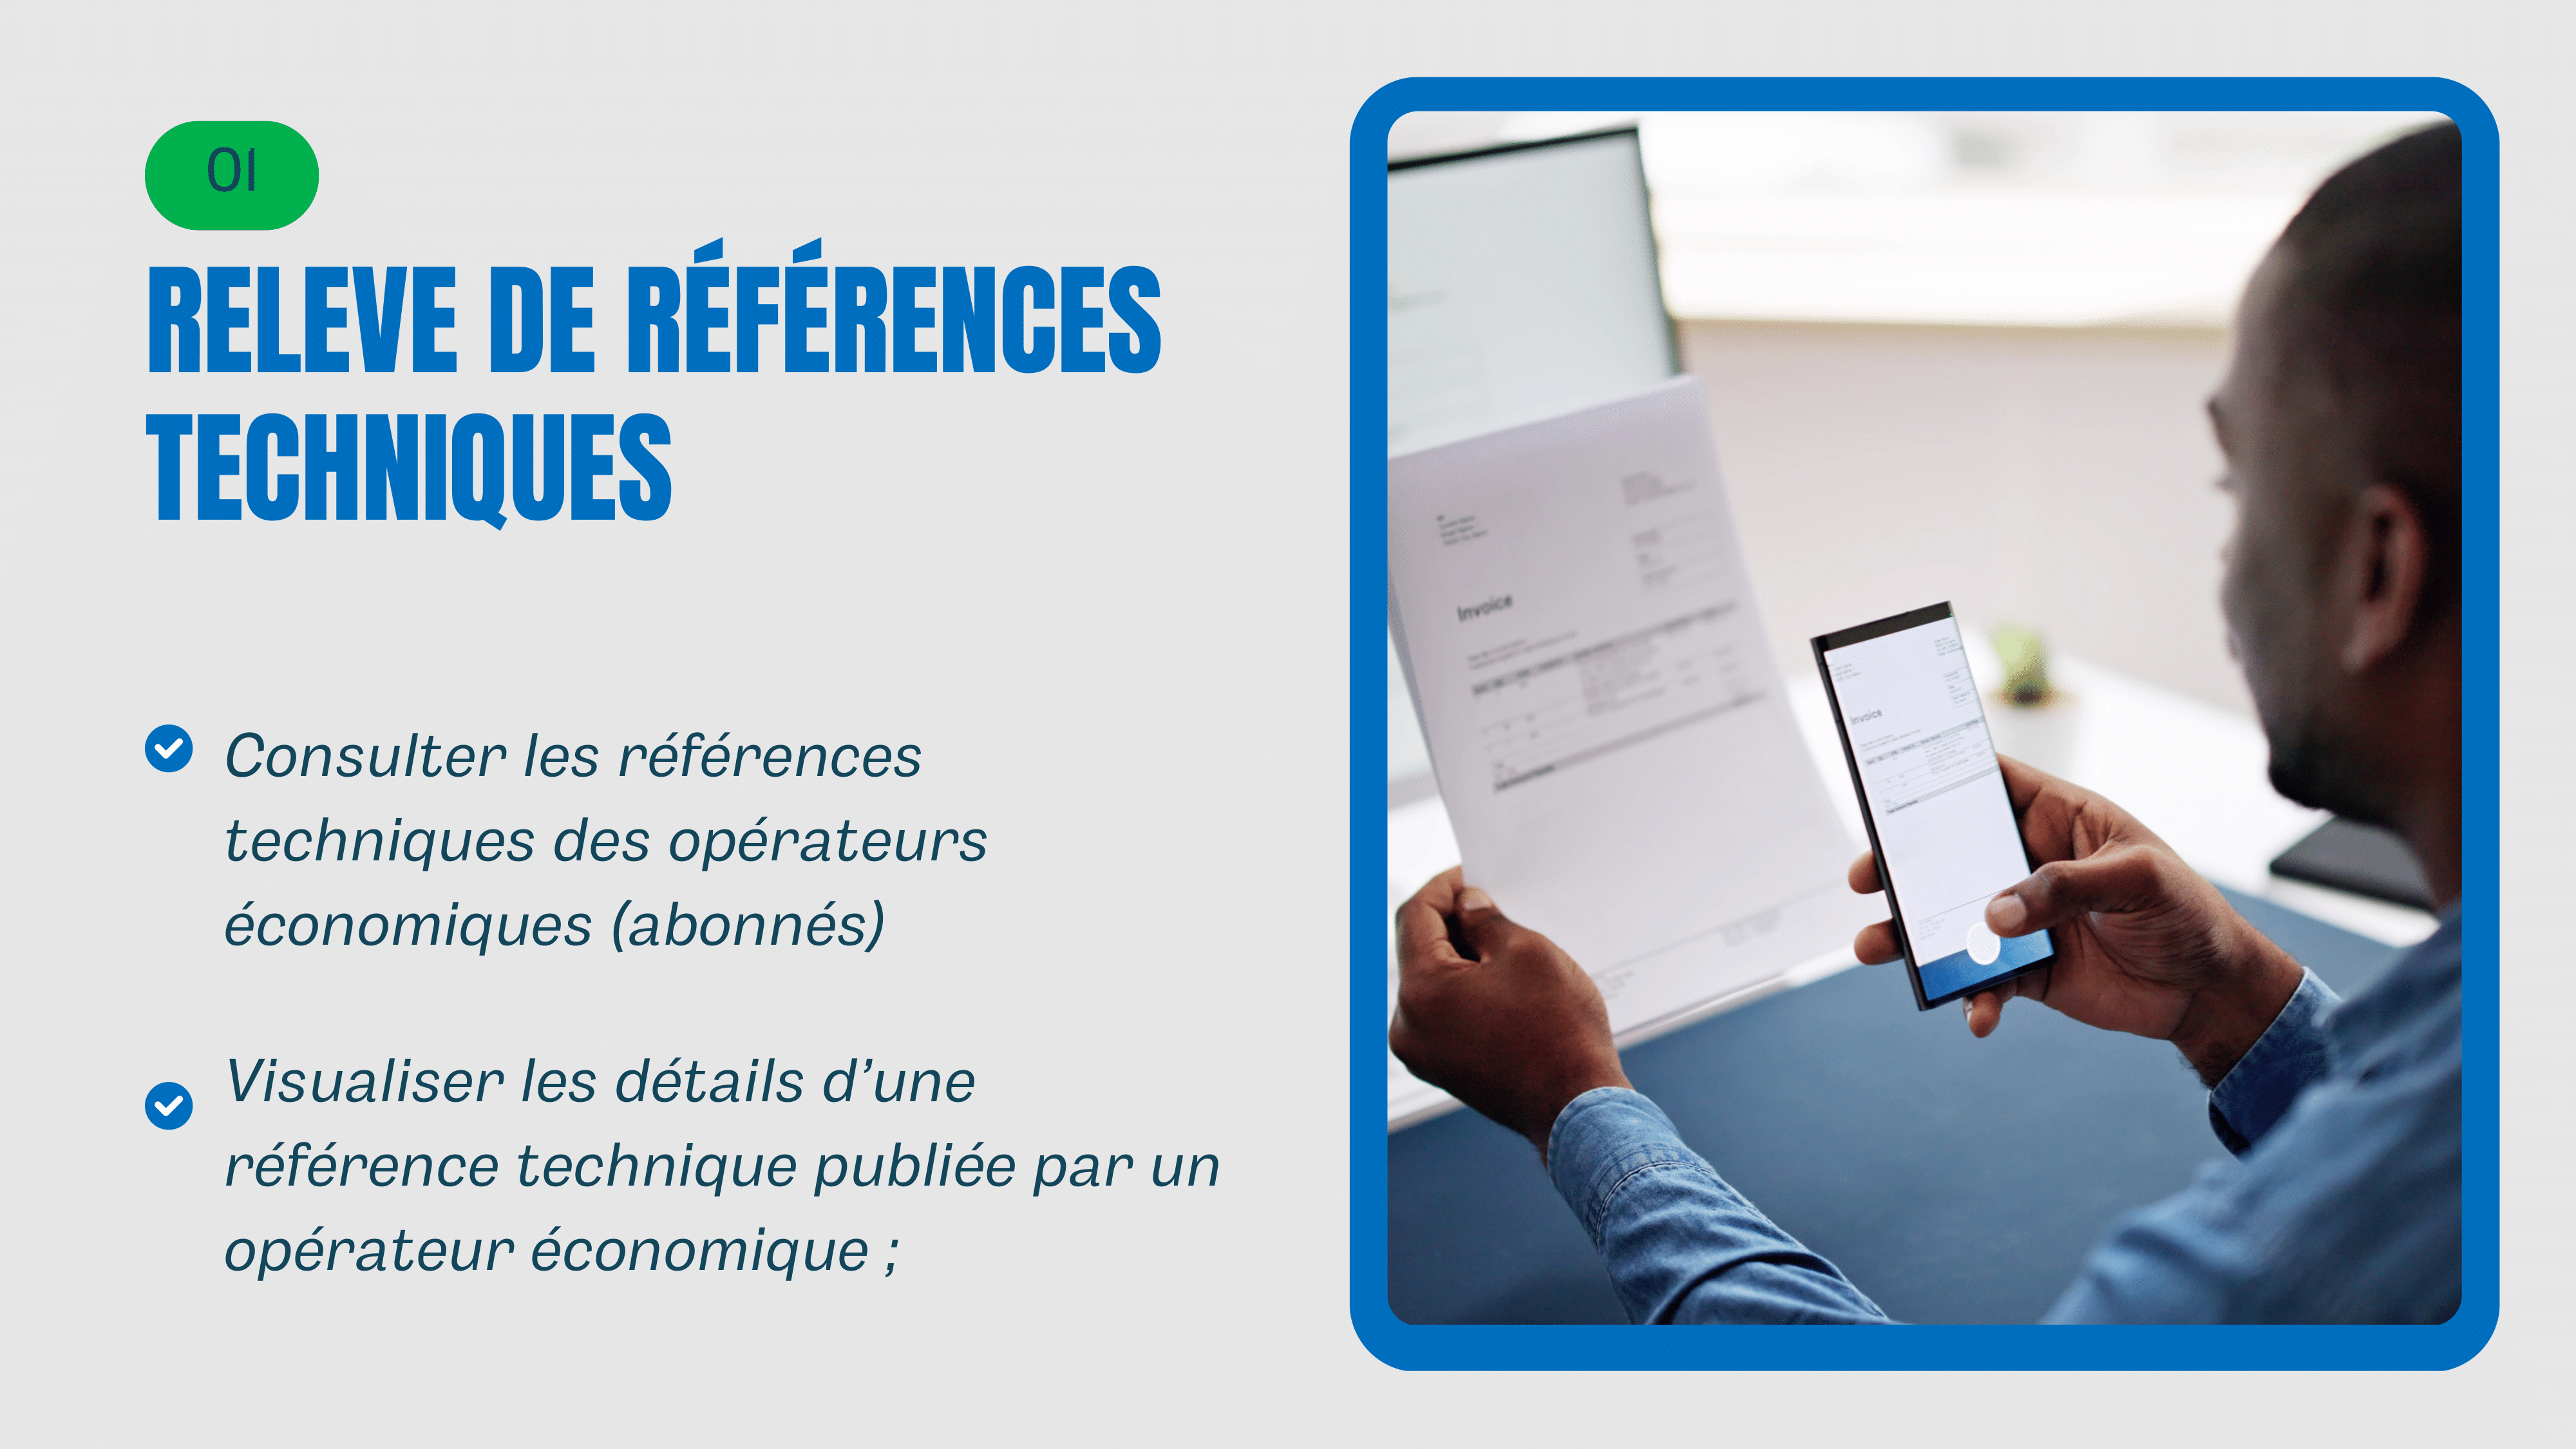 01
RELEVE DE RÉFÉRENCES
TECHNIQUES
Consulter les références
techniques des opérateurs
économiques (abonnés)
Visualiser les détails d’une
référence technique publiée par un
opérateur économique ;
Invoice
Invoice